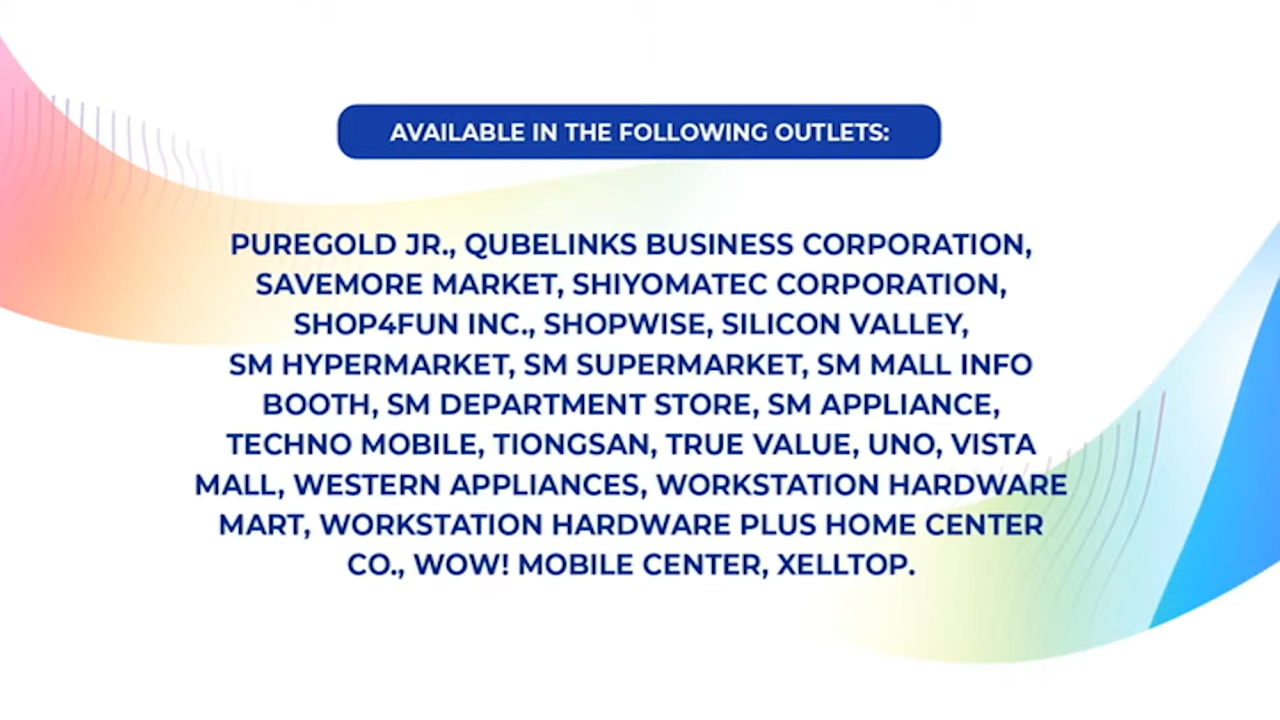 AVAILABLE IN THE FOLLOWING OUTLETS:
PUREGOLD JR., QUBELINKS BUSINESS CORPORATION,
SAVEMORE MARKET, SHIYOMATEC CORPORATION,
SHOP4FUN INC., SHOPWISE, SILICON VALLEY,
SM HYPERMARKET, SM SUPERMARKET, SM MALL INFO
BOOTH, SM DEPARTMENT STORE, SM APPLIANCE,
TECHNO MOBILE, TIONGSAN, TRUE VALUE, UNO, VISTA
MALL, WESTERN APPLIANCES, WORKSTATION HARDWARE
MART, WORKSTATION HARDWARE PLUS HOME CENTER
CO., WOW! MOBILE CENTER, XELLTOP.